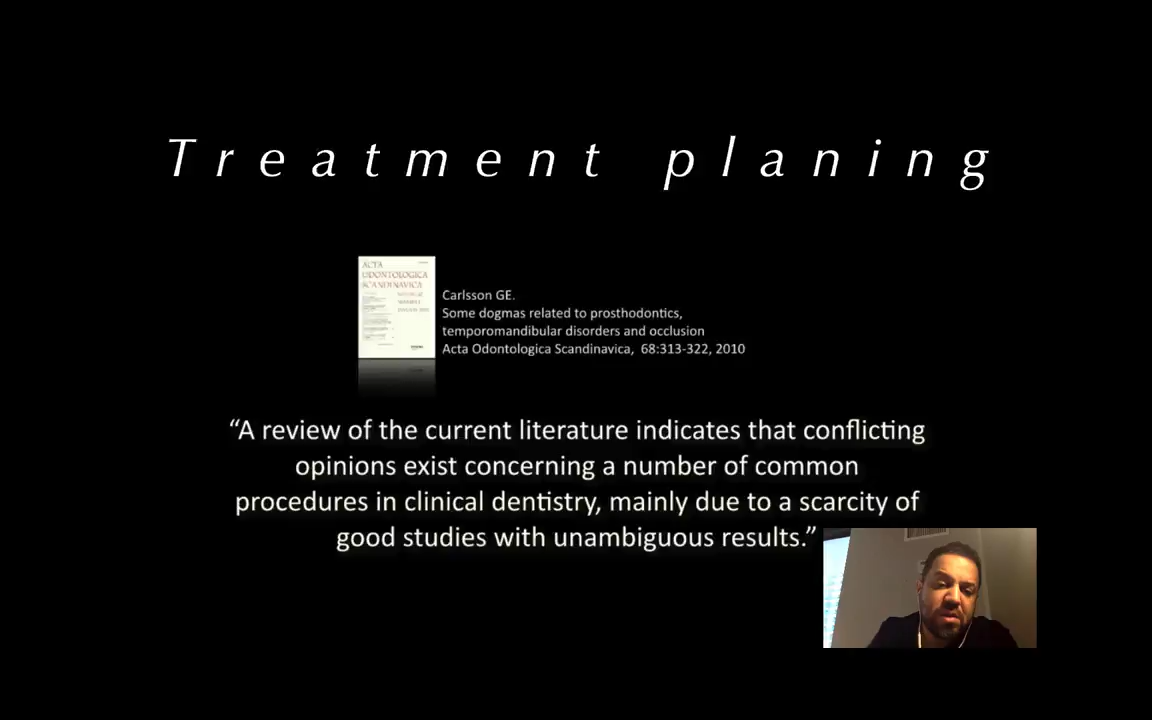 Treatment planing
ACTA
ODONTOLOGICA
SCANDINAVICA
Carlsson GE.
Some dogmas related to prosthodontics,
temporomandibular disorders and occlusion
Acta Odontologica Scandinavica, 68:313-322, 2010
“A review of the current literature indicates that conflicting
opinions exist concerning a number of common
procedures in clinical dentistry, mainly due to a scarcity of
good studies with unambiguous results.”